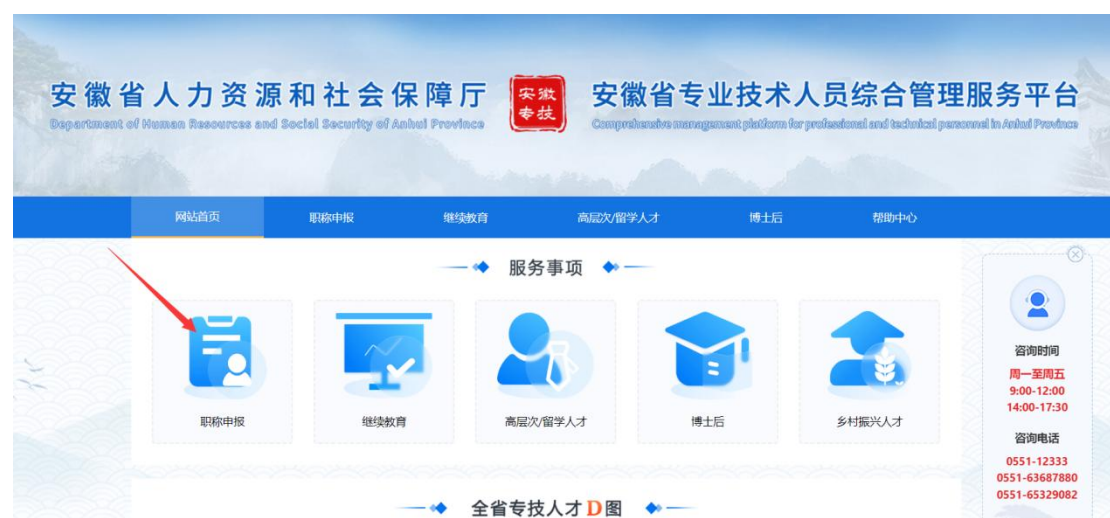 安徽省人力资源和社会保障厅
Department of Human Resources and Social Security of Anhui Province
安徽
专技
安徽省专业技术人员综合管理服务平台
Comprehensive management platform for professional and technical personnel in Anhui Province
网站首页 职称申报 继续教育 高层次/留学人才 博士后 帮助中心
服务事项
职称申报 继续教育 高层次/留学人才 博士后 乡村振兴人才
咨询时间
周一至周五
9:00-12:00
14:00-17:30
咨询电话
0551-12333
0551-63687880
0551-65329082
全省专技人才D图